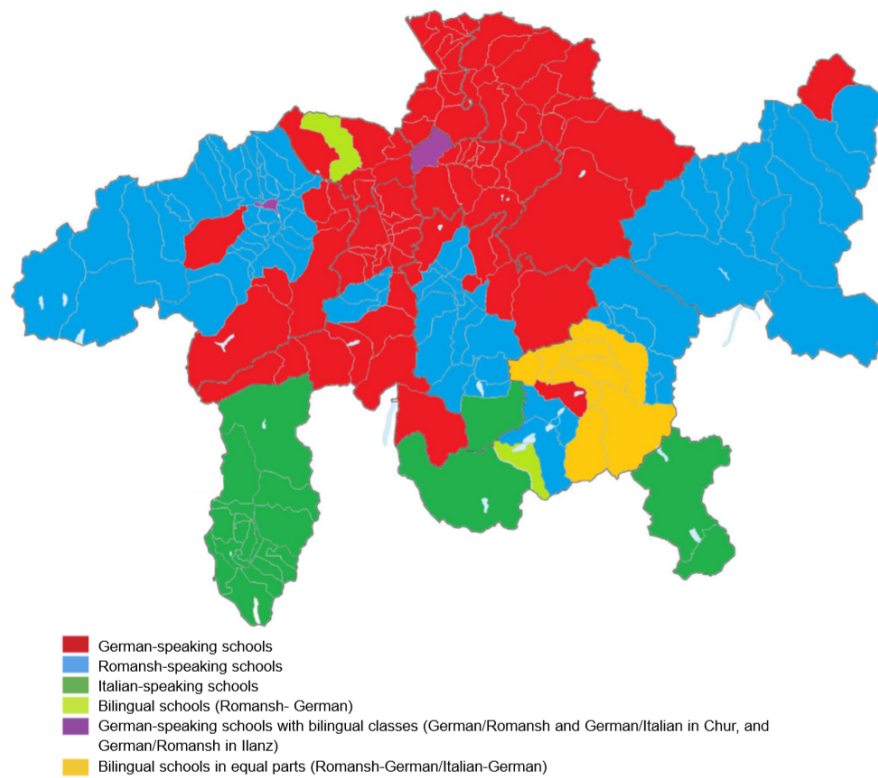 German-speaking schools
Romansh-speaking schools
Italian-speaking schools
Bilingual schools (Romansh- German)
German-speaking schools with bilingual classes (German/Romansh and German/Italian in Chur, and
German/Romansh in Ilanz)
Bilingual schools in equal parts (Romansh-German/Italian-German)